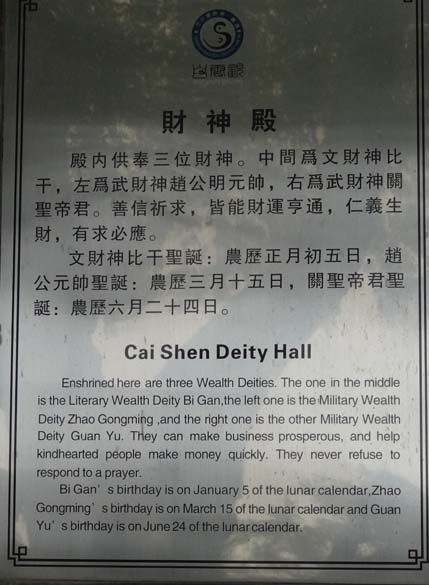 白雲觀
財神殿
殿内供奉三位財神。中間爲文財神比
干，左爲武財神趙公明元帥，右爲武財神關
聖帝君。善信祈求，皆能財運亨通，仁義生
財，有求必應。
文財神比干聖誕：農歷正月初五日，趙
公元帥聖誕：農歷三月十五日，關聖帝君聖
誕：農歷六月二十四日。
Cai Shen Deity Hall
Enshrined here are three Wealth Deities. The one in the middle
is the Literary Wealth Deity Bi Gan,the left one is the Military Wealth
Deity Zhao Gongming ,and the right one is the other Military Wealth
Deity Guan Yu. They can make business prosperous, and help
kindhearted people make money quickly. They never refuse to
respond to a prayer.
Bi Gan's birthday is on January 5 of the lunar calendar,Zhao
Gongming's birthday is on March 15 of the lunar calendar and Guan
Yu's birthday is on June 24 of the lunar calendar.